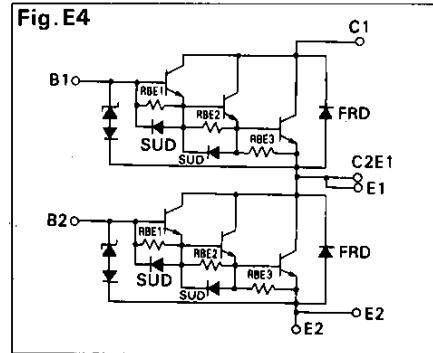 Fig. E4
C1
B1
RBE1
RBE2
RBE3
FRD
SUD
SUD
C2E1
E1
B2
RBE1
RBE2
RBE3
FRD
SUD
SUD
E2
E2